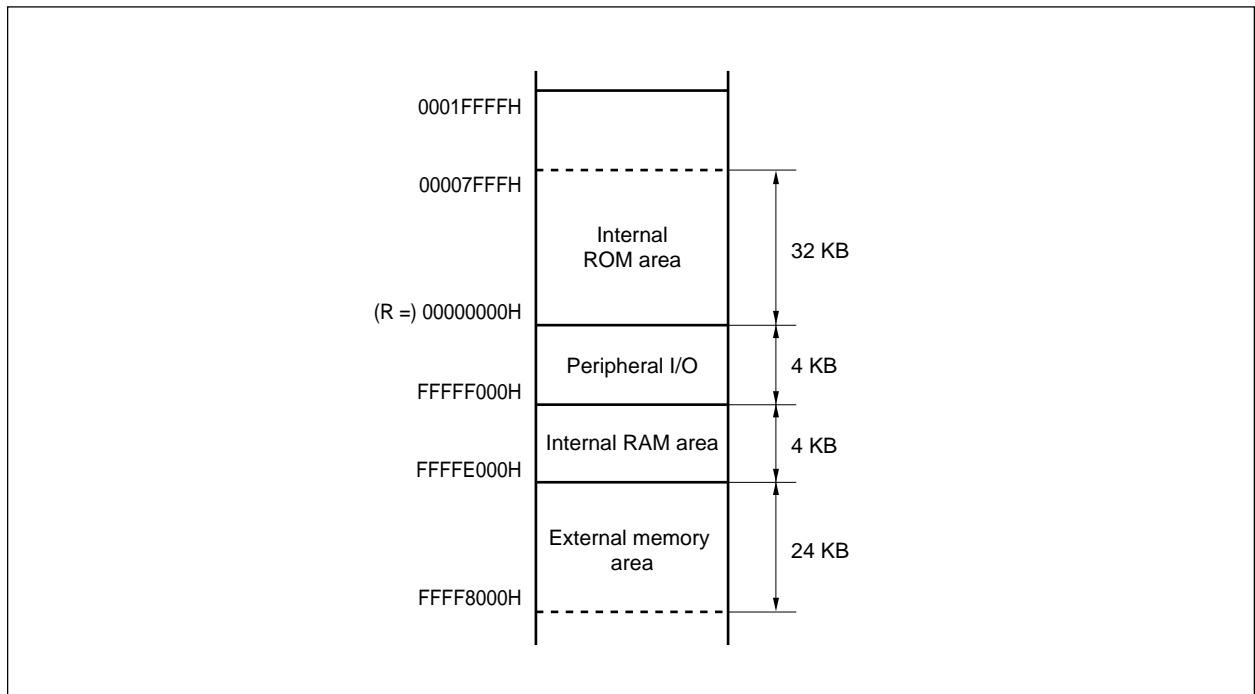 0001FFFFH
00007FFFH
Internal
ROM area
32 KB
(R =) 00000000H
Peripheral I/O
4 KB
FFFFF000H
Internal RAM area
4 KB
FFFFE000H
External memory
area
24 KB
FFFF8000H